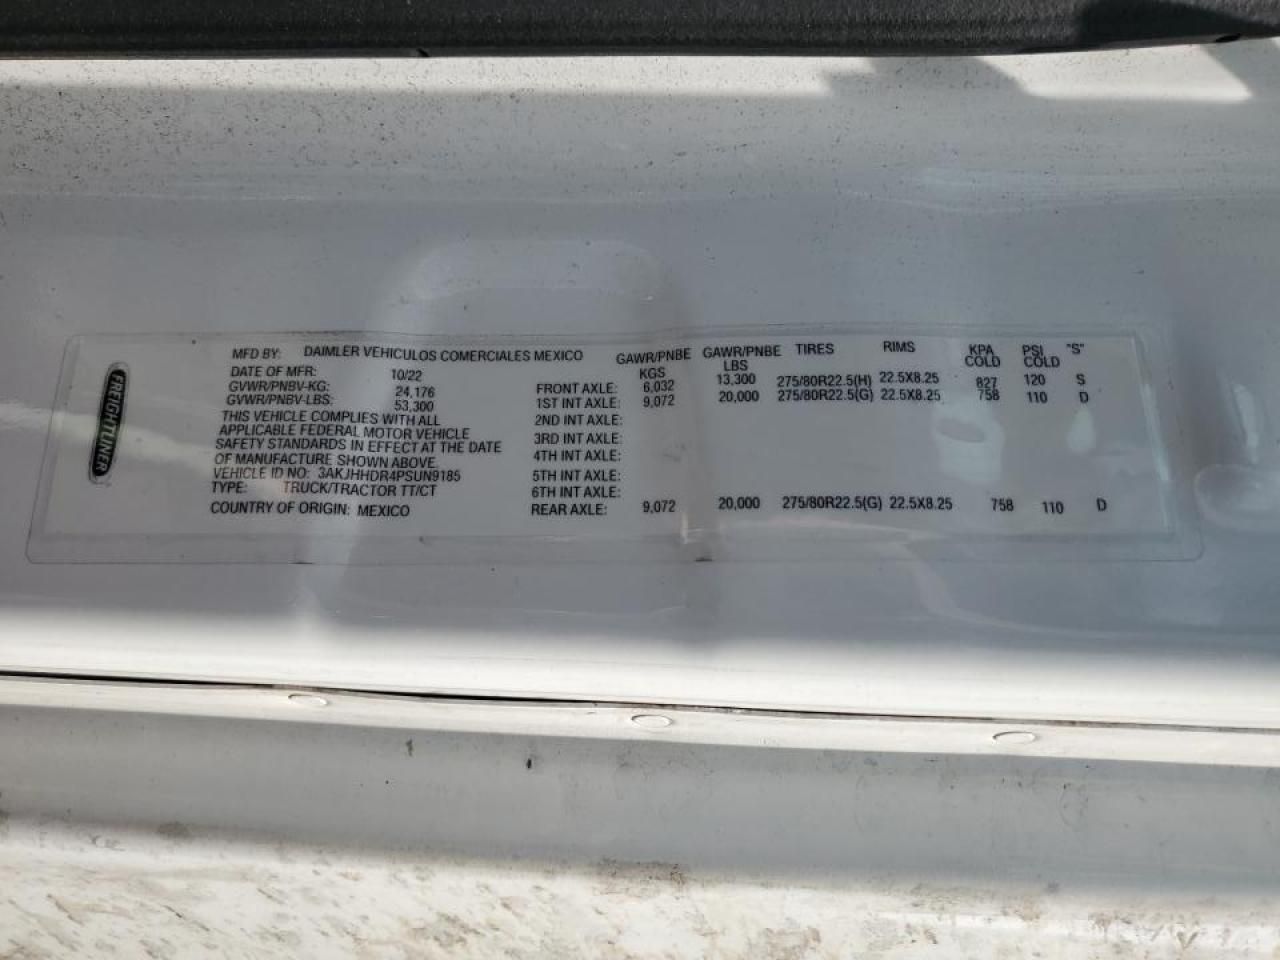 FREIGHTLINER
MFD BY: DAIMLER VEHICULOS COMERCIALES MEXICO
DATE OF MFR: 10/22
GVWR/PNBV-KG: 24,176
GVWR/PNBV-LBS: 53,300
THIS VEHICLE COMPLIES WITH ALL
APPLICABLE FEDERAL MOTOR VEHICLE
SAFETY STANDARDS IN EFFECT AT THE DATE
OF MANUFACTURE SHOWN ABOVE.
VEHICLE ID NO: 3AKJHHDR4PSUN9185
TYPE: TRUCK/TRACTOR TT/CT
COUNTRY OF ORIGIN: MEXICO
GAWR/PNBE KGS GAWR/PNBE LBS TIRES RIMS KPA COLD PSI COLD "S"
FRONT AXLE: 6,032 13,300 275/80R22.5(H) 22.5X8.25 827 120 S
1ST INT AXLE: 9,072 20,000 275/80R22.5(G) 22.5X8.25 758 110 D
2ND INT AXLE:
3RD INT AXLE:
4TH INT AXLE:
5TH INT AXLE:
6TH INT AXLE:
REAR AXLE: 9,072 20,000 275/80R22.5(G) 22.5X8.25 758 110 D